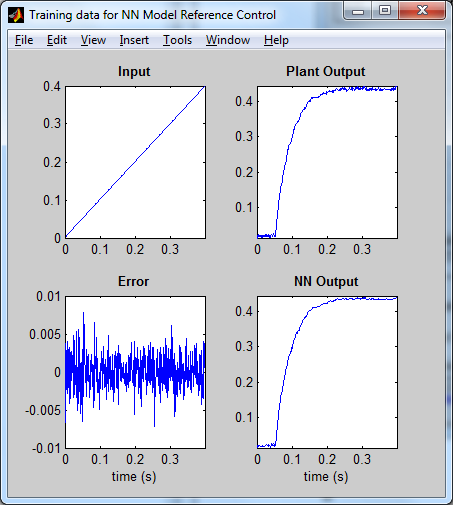 Training data for NN Model Reference Control
File Edit View Insert Tools Window Help
Input
0.4
0.3
0.2
0.1
0
0 0.1 0.2 0.3
Plant Output
0.4
0.3
0.2
0.1
0 0.1 0.2 0.3
Error
0.01
0.005
0
-0.005
-0.01
0 0.1 0.2 0.3
time (s)
NN Output
0.4
0.3
0.2
0.1
0 0.1 0.2 0.3
time (s)